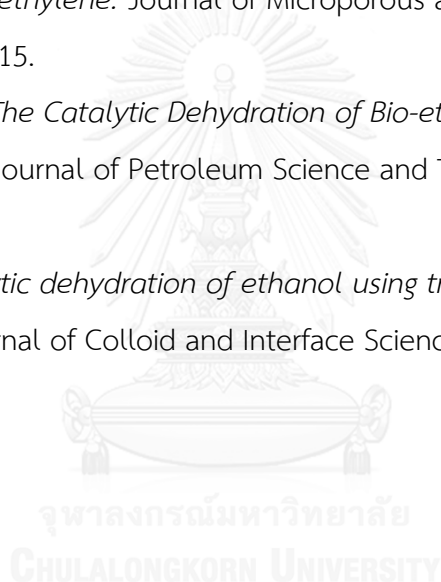 ethylene. Journal of Microporous a
15.
The Catalytic Dehydration of Bio-et
ournal of Petroleum Science and T
tic dehydration of ethanol using tr
rnal of Colloid and Interface Scienc
จุฬาลงกรณ์มหาวิทยาลัย
CHULALONGKORN UNIVERSITY